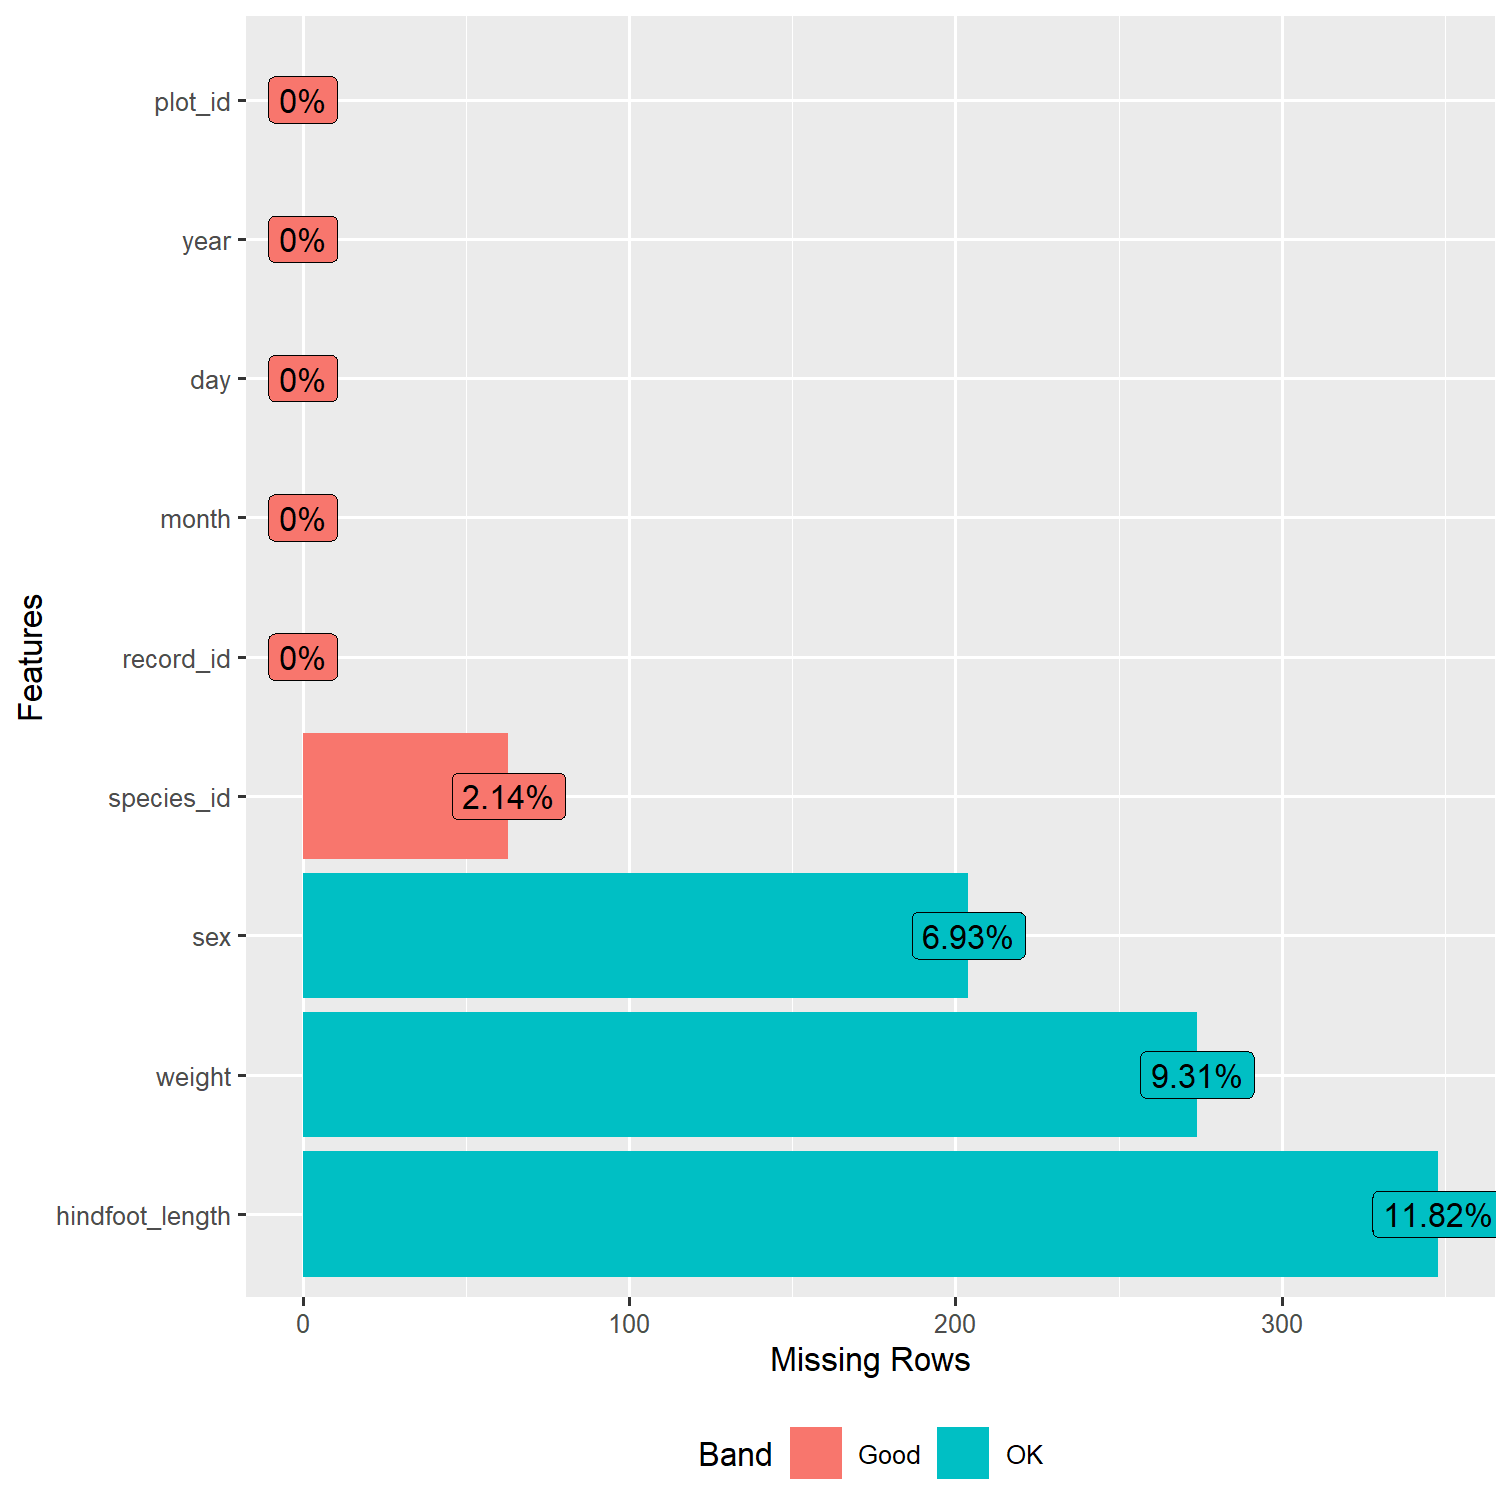 plot_id 0%
year 0%
day 0%
month 0%
record_id 0%
species_id 2.14%
sex 6.93%
weight 9.31%
hindfoot_length 11.82%
Features
0 100 200 300
Missing Rows
Band Good OK